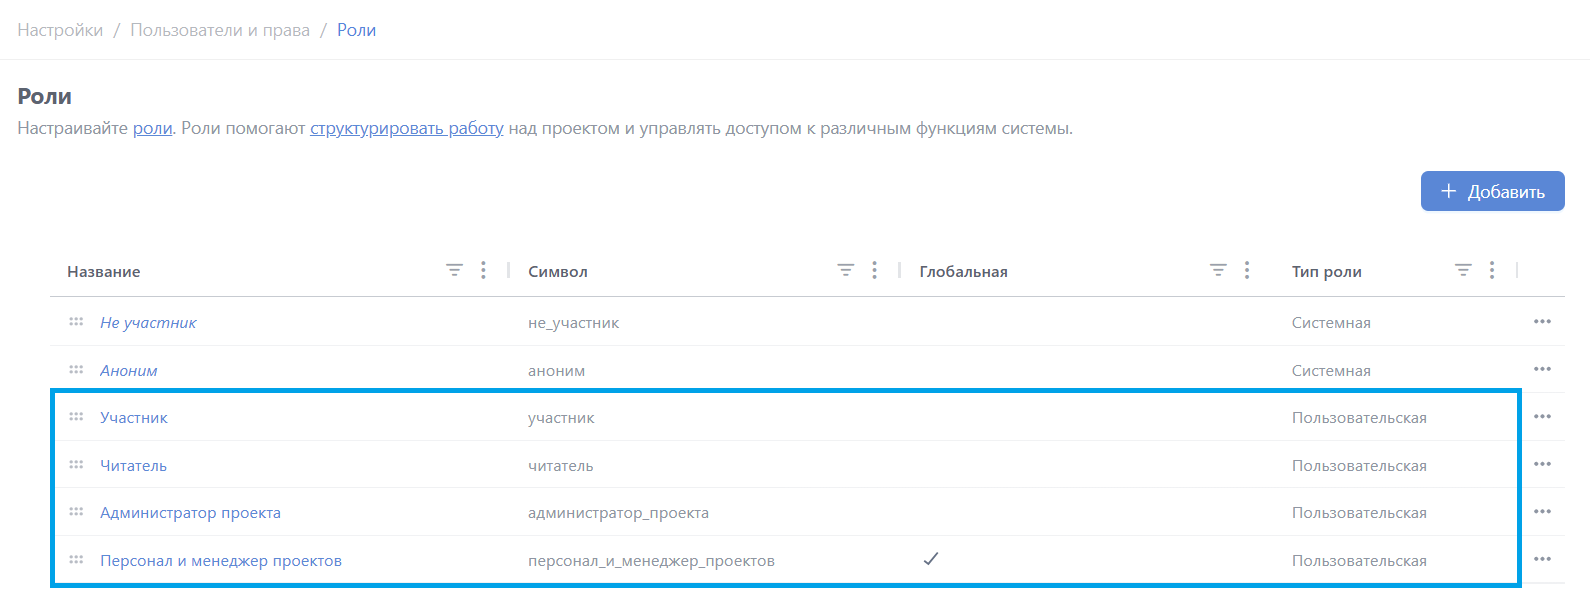 Настройки / Пользователи и права / Роли
Роли
Настраивайте роли. Роли помогают структурировать работу над проектом и управлять доступом к различным функциям системы.
+ Добавить
Название Символ Глобальная Тип роли
Не участник не_участник Системная
Аноним аноним Системная
Участник участник Пользовательская
Читатель читатель Пользовательская
Администратор проекта администратор_проекта Пользовательская
Персонал и менеджер проектов персонал_и_менеджер_проектов ✓ Пользовательская